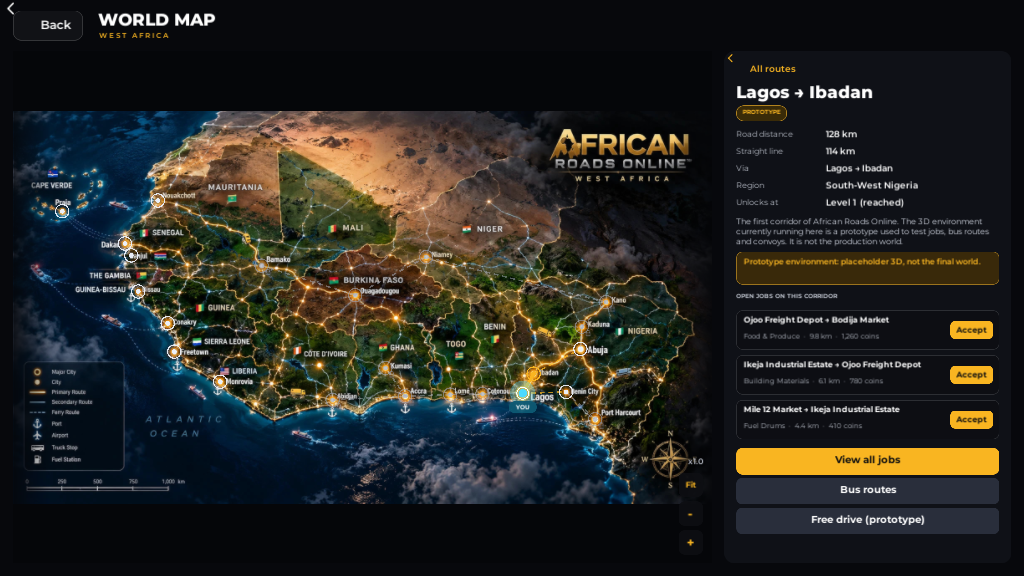 Back
WORLD MAP
WEST AFRICA
AFRICAN
ROADS ONLINE™
WEST AFRICA
CAPE VERDE
Praia
Nouakchott
MAURITANIA
SENEGAL
MALI
NIGER
Dakar
Banjul
THE GAMBIA
GUINEA-BISSAU
Bissau
Bamako
Niamey
BURKINA FASO
Ouagadougou
GUINEA
Conakry
SIERRA LEONE
Freetown
LIBERIA
Monrovia
CÔTE D'IVOIRE
GHANA
Kumasi
TOGO
BENIN
Kano
Kaduna
NIGERIA
Abuja
Ibadan
Abidjan
Accra
Lomé
Cotonou
Lagos
YOU
Benin City
Port Harcourt
ATLANTIC
OCEAN
Major City
City
Primary Route
Secondary Route
Ferry Route
Port
Airport
Truck Stop
Fuel Station
0 250 500 750 1,000 km
N
W
S
x1.0
Fit
-
+
All routes
Lagos → Ibadan
PROTOTYPE
Road distance 128 km
Straight line 114 km
Via Lagos → Ibadan
Region South-West Nigeria
Unlocks at Level 1 (reached)
The first corridor of African Roads Online. The 3D environment
currently running here is a prototype used to test jobs, bus routes
and convoys. It is not the production world.
Prototype environment: placeholder 3D, not the final world.
OPEN JOBS ON THIS CORRIDOR
Ojoo Freight Depot → Bodija Market
Food & Produce · 9.8 km · 1,260 coins
Accept
Ikeja Industrial Estate → Ojoo Freight Depot
Building Materials · 6.1 km · 780 coins
Accept
Mile 12 Market → Ikeja Industrial Estate
Fuel Drums · 4.4 km · 410 coins
Accept
View all jobs
Bus routes
Free drive (prototype)